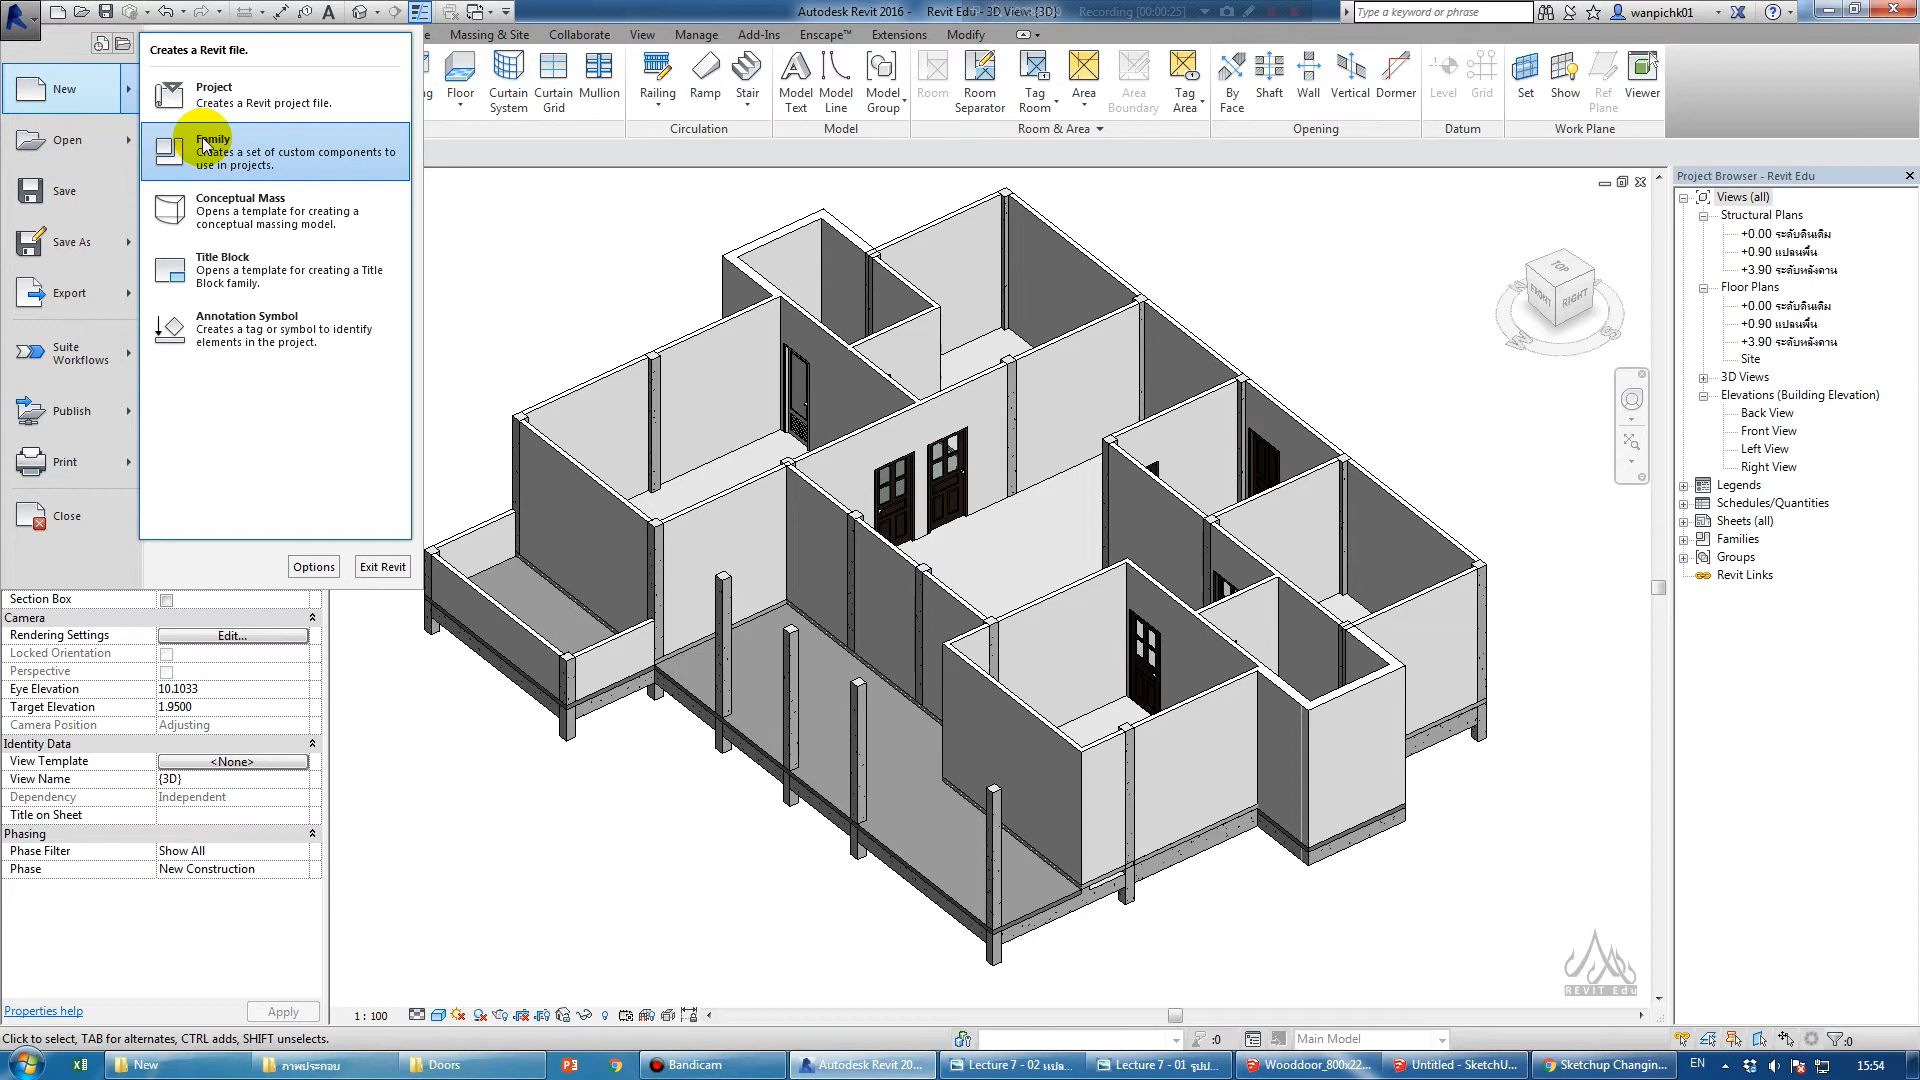 Autodesk Revit 2016 - Revit Edu - 3D View: {3D}
Recording [00:00:25]
Type a keyword or phrase
wanpichk01
Massing & Site
Collaborate
View
Manage
Add-Ins
Enscape™
Extensions
Modify
Creates a Revit file.
New
Project
Creates a Revit project file.
Open
Family
Creates a set of custom components to
use in projects.
Save
Conceptual Mass
Opens a template for creating a
conceptual massing model.
Save As
Title Block
Opens a template for creating a Title
Block family.
Export
Annotation Symbol
Creates a tag or symbol to identify
elements in the project.
Suite
Workflows
Publish
Print
Close
Options
Exit Revit
Floor
Curtain
System
Curtain
Grid
Mullion
Railing
Ramp
Stair
Circulation
Model
Text
Model
Line
Model
Group
Model
Room
Room
Separator
Tag
Room
Area
Area
Boundary
Tag
Area
Room & Area
By
Face
Shaft
Wall
Vertical
Dormer
Opening
Level
Grid
Datum
Set
Show
Ref
Plane
Viewer
Work Plane
Section Box
Camera
Rendering Settings
Edit...
Locked Orientation
Perspective
Eye Elevation
10.1033
Target Elevation
1.9500
Camera Position
Adjusting
Identity Data
View Template
<None>
View Name
{3D}
Dependency
Independent
Title on Sheet
Phasing
Phase Filter
Show All
Phase
New Construction
Properties help
Apply
TOP
FRONT
RIGHT
W
S
REVIT Edu
Project Browser - Revit Edu
Views (all)
Structural Plans
+0.00 ระดับดินเดิม
+0.90 แปลนพื้น
+3.90 ระดับหลังคาน
Floor Plans
+0.00 ระดับดินเดิม
+0.90 แปลนพื้น
+3.90 ระดับหลังคาน
Site
3D Views
Elevations (Building Elevation)
Back View
Front View
Left View
Right View
Legends
Schedules/Quantities
Sheets (all)
Families
Groups
Revit Links
1 : 100
Click to select, TAB for alternates, CTRL adds, SHIFT unselects.
:0
Main Model
:0
New
ภาพประกอบ
Doors
Bandicam
Autodesk Revit 20...
Lecture 7 - 02 แปล...
Lecture 7 - 01 รูปป...
Wooddoor_800x22...
Untitled - SketchU...
Sketchup Changin...
EN
15:54